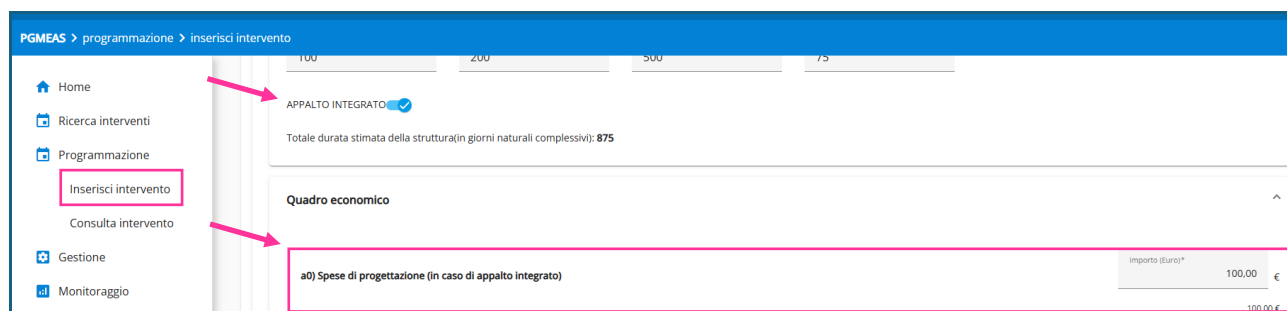 PGMEAS > programmazione > inserisci intervento
100 200 500 75
Home
APPALTO INTEGRATO
Ricerca interventi
Totale durata stimata della struttura(in giorni naturali complessivi): 875
Programmazione
Inserisci intervento
Quadro economico
Consulta intervento
Gestione
Importo (Euro)*
a0) Spese di progettazione (in caso di appalto integrato)
100,00 €
Monitoraggio
100,00 €